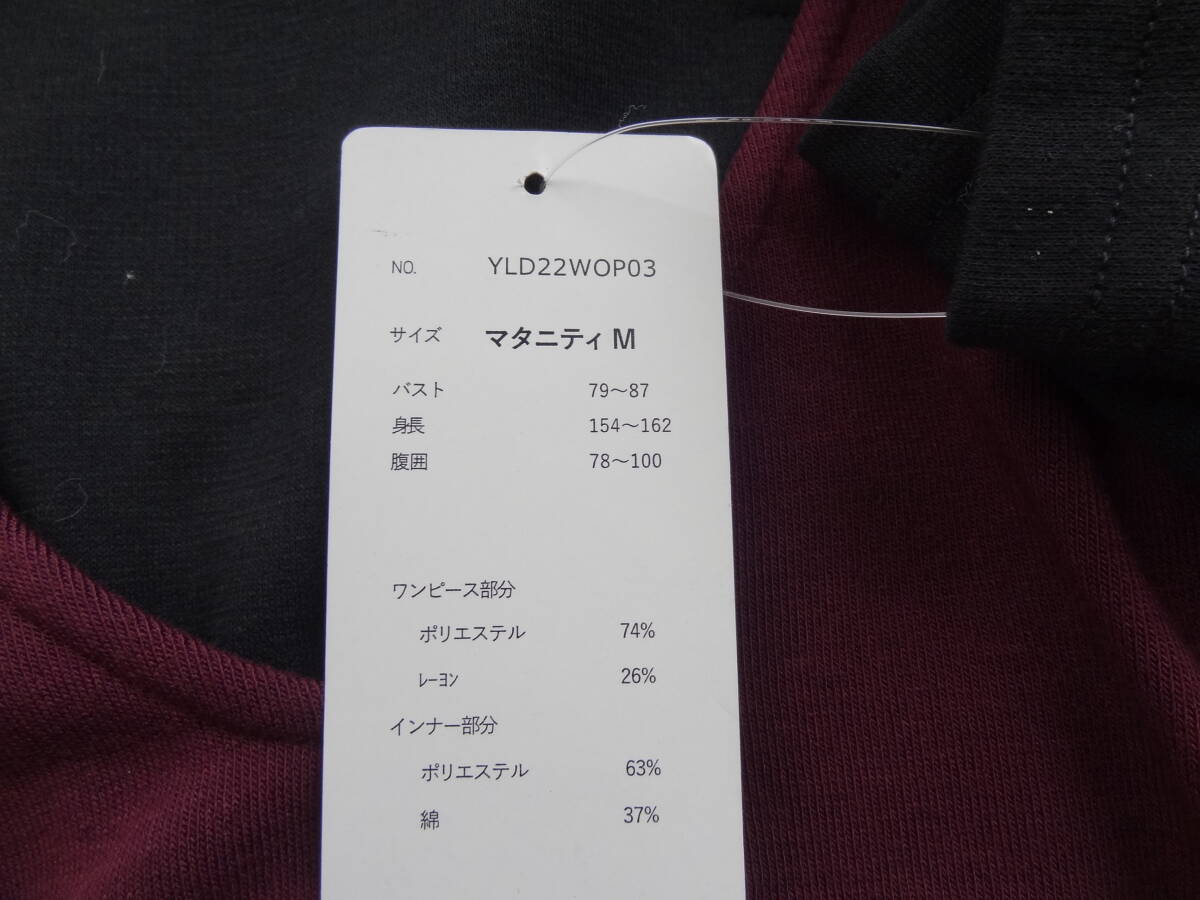 NO. YLD22WOP03
サイズ マタニティ M
バスト 79～87
身長 154～162
腹囲 78～100
ワンピース部分
ポリエステル 74%
ﾚｰﾖﾝ 26%
インナー部分
ポリエステル 63%
綿 37%